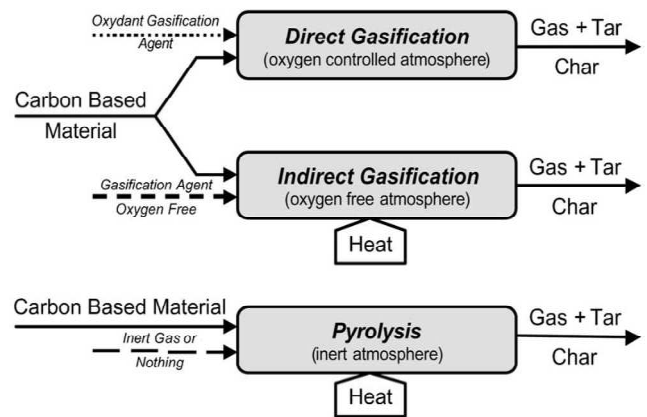 Oxydant Gasification
Agent
Direct Gasification
(oxygen controlled atmosphere)
Gas + Tar
Char
Carbon Based
Material
Gasification Agent
Oxygen Free
Indirect Gasification
(oxygen free atmosphere)
Gas + Tar
Char
Heat
Carbon Based Material
Inert Gas or
Nothing
Pyrolysis
(inert atmosphere)
Gas + Tar
Char
Heat